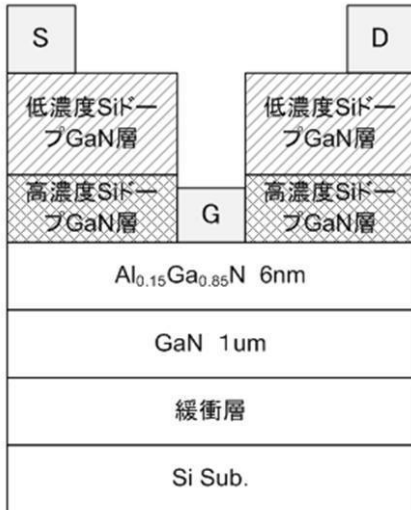 S
D
低濃度Siドー
プGaN層
低濃度Siドー
プGaN層
高濃度Siドー
プGaN層
高濃度Siドー
プGaN層
G
Al0.15Ga0.85N 6nm
GaN 1um
緩衝層
Si Sub.